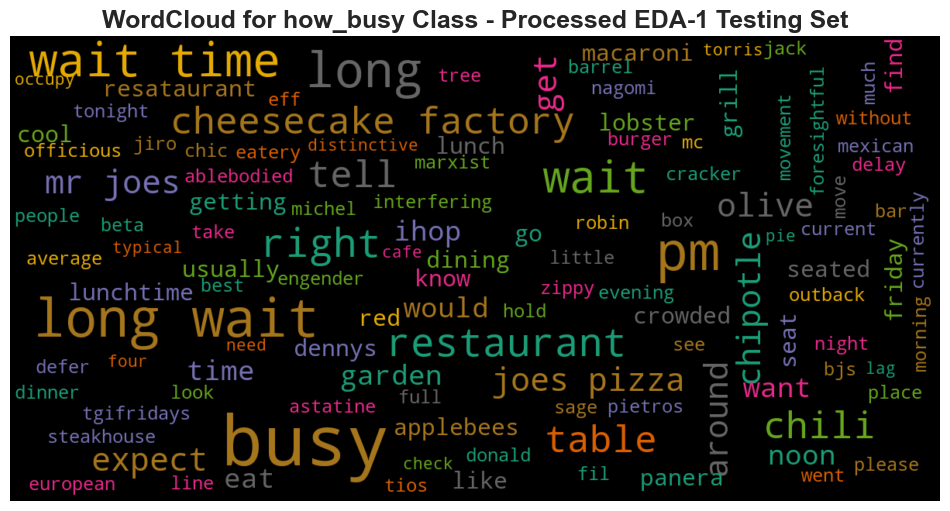 WordCloud for how_busy Class - Processed EDA-1 Testing Set
wait time
long
get
macaroni
torris
jack
find
occupy
resataurant
eff
tree
barrel
nagomi
grill
much
tonight
cheesecake factory
lobster
movement
foresightful
without
cool
officious
jiro
chic
eatery
distinctive
lunch
burger
mc
mexican
mr joes
ablebodied
tell
marxist
wait
cracker
delay
people
beta
getting
michel
interfering
robin
box
olive
move
bar
currently
take
right
ihop
go
pm
current
pie
average
typical
usually
cafe
dining
little
chipotle
seated
friday
lunchtime
best
engender
know
zippy
evening
outback
morning
long wait
red
would
hold
crowded
seat
need
dennys
restaurant
see
night
defer
four
time
garden
joes pizza
around
want
bjs
lag
place
dinner
look
full
tgifridays
astatine
sage
pietros
steakhouse
busy
applebees
table
chili
expect
check
donald
noon
please
european
line
eat
tios
like
fil
panera
went